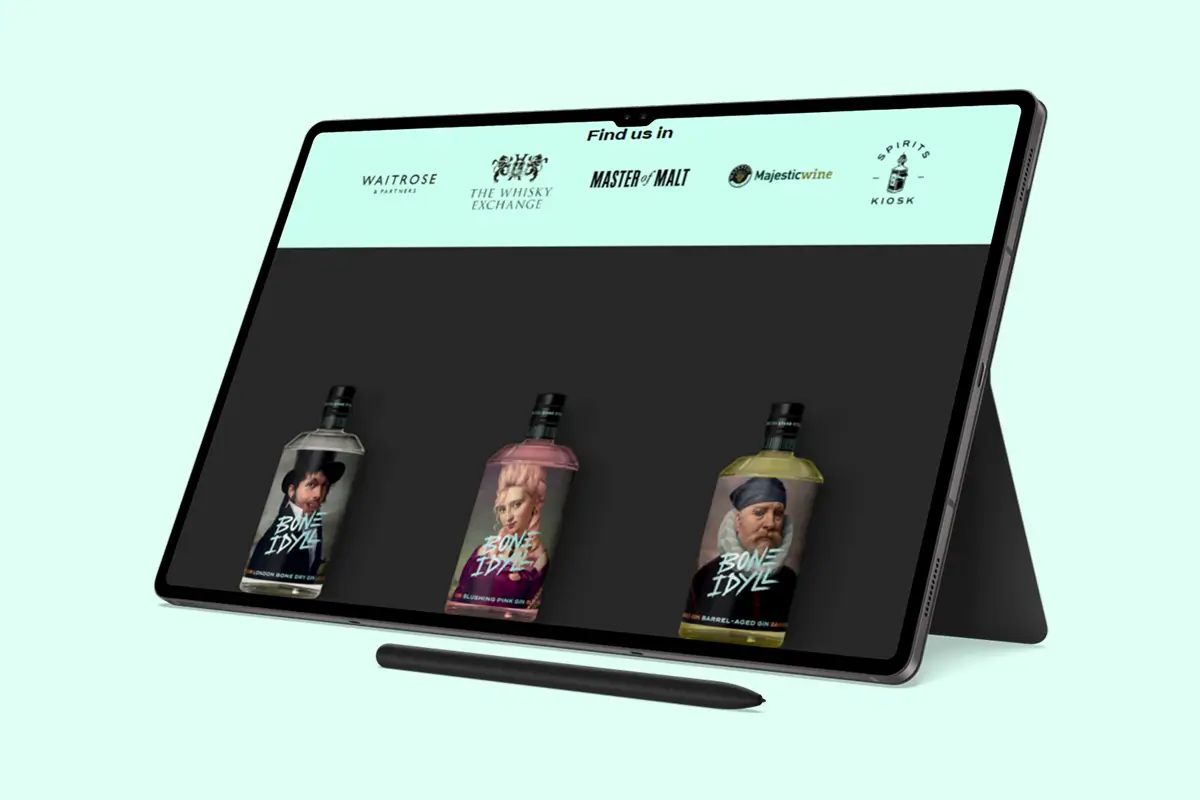 Find us in
WAITROSE
& PARTNERS
THE WHISKY
EXCHANGE
MASTER of MALT
Majesticwine
SPIRITS
KIOSK
BONE
IDYLL
LONDON BONE DRY GIN
BONE
IDYLL
BLUSHING PINK GIN
BONE
IDYLL
BARREL-AGED GIN